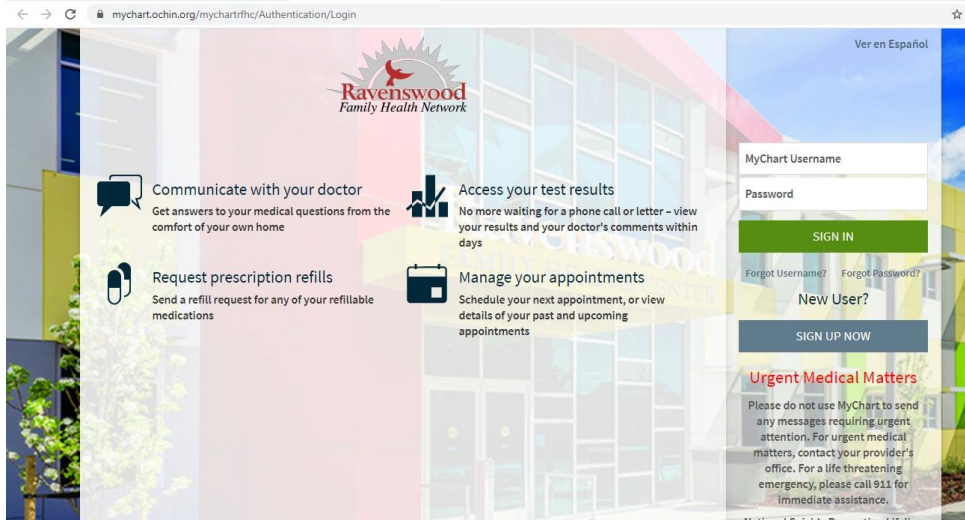 mychart.ochin.org/mychartrfhc/Authentication/Login
Ver en Español
Ravenswood
Family Health Network
Communicate with your doctor
Get answers to your medical questions from the
comfort of your own home
Access your test results
No more waiting for a phone call or letter – view
your results and your doctor's comments within
days
Request prescription refills
Send a refill request for any of your refillable
medications
Manage your appointments
Schedule your next appointment, or view
details of your past and upcoming
appointments
MyChart Username
Password
SIGN IN
Forgot Username? Forgot Password?
New User?
SIGN UP NOW
Urgent Medical Matters
Please do not use MyChart to send
any messages requiring urgent
attention. For urgent medical
matters, contact your provider's
office. For a life threatening
emergency, please call 911 for
immediate assistance.